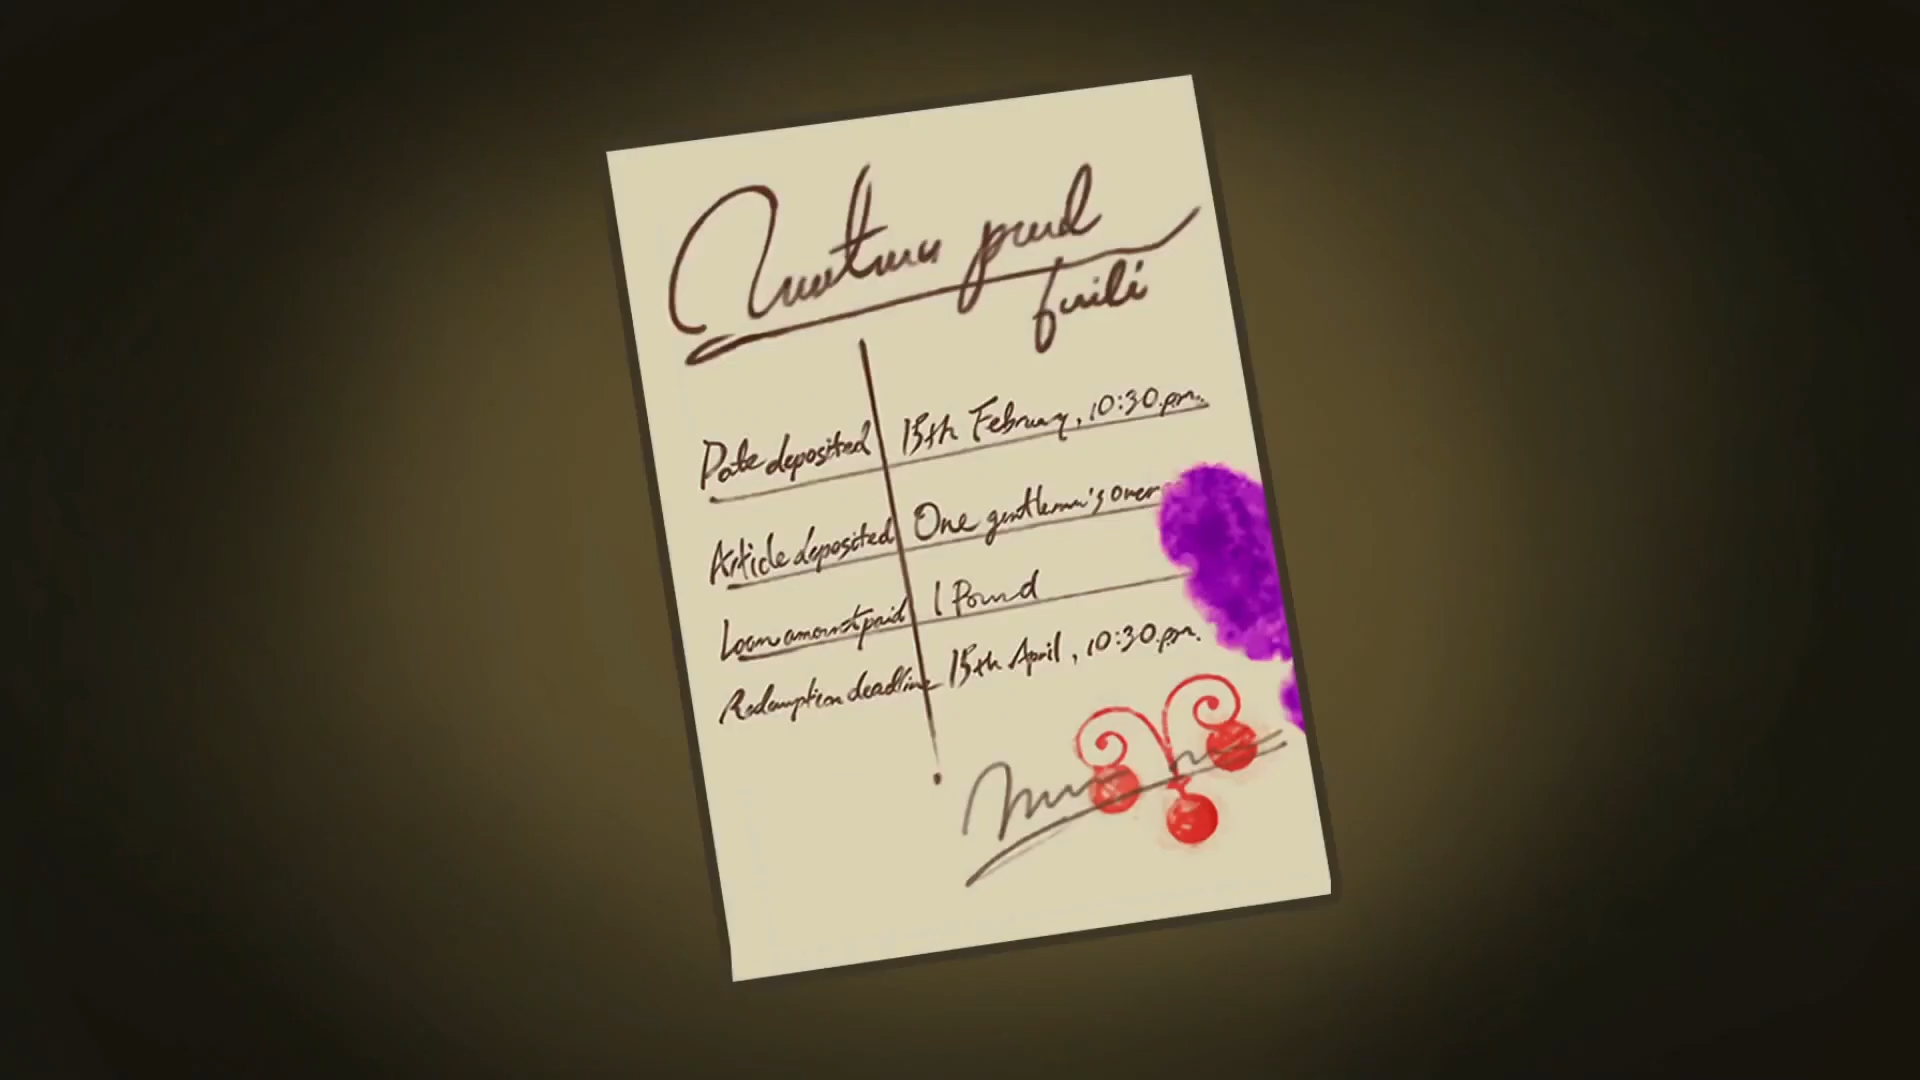 Date deposited 15th February, 10:30.p.m.
Article deposited One gentleman's over
Loan amount paid 1 Pound
Redemption deadline 15th April, 10:30.p.m.